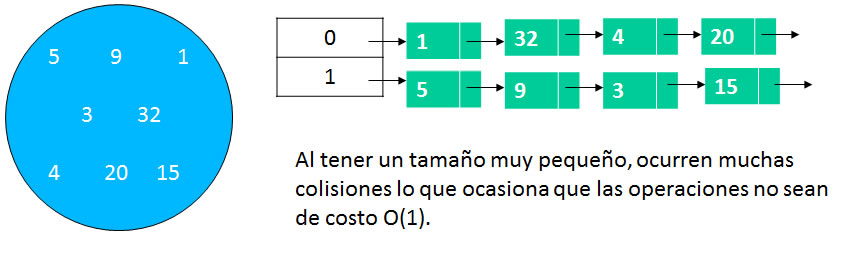 5 9 1
3 32
4 20 15
0 1 32 4 20
1 5 9 3 15
Al tener un tamaño muy pequeño, ocurren muchas
colisiones lo que ocasiona que las operaciones no sean
de costo O(1).